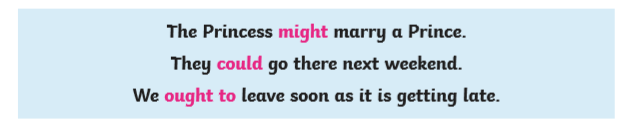 The Princess might marry a Prince.
They could go there next weekend.
We ought to leave soon as it is getting late.